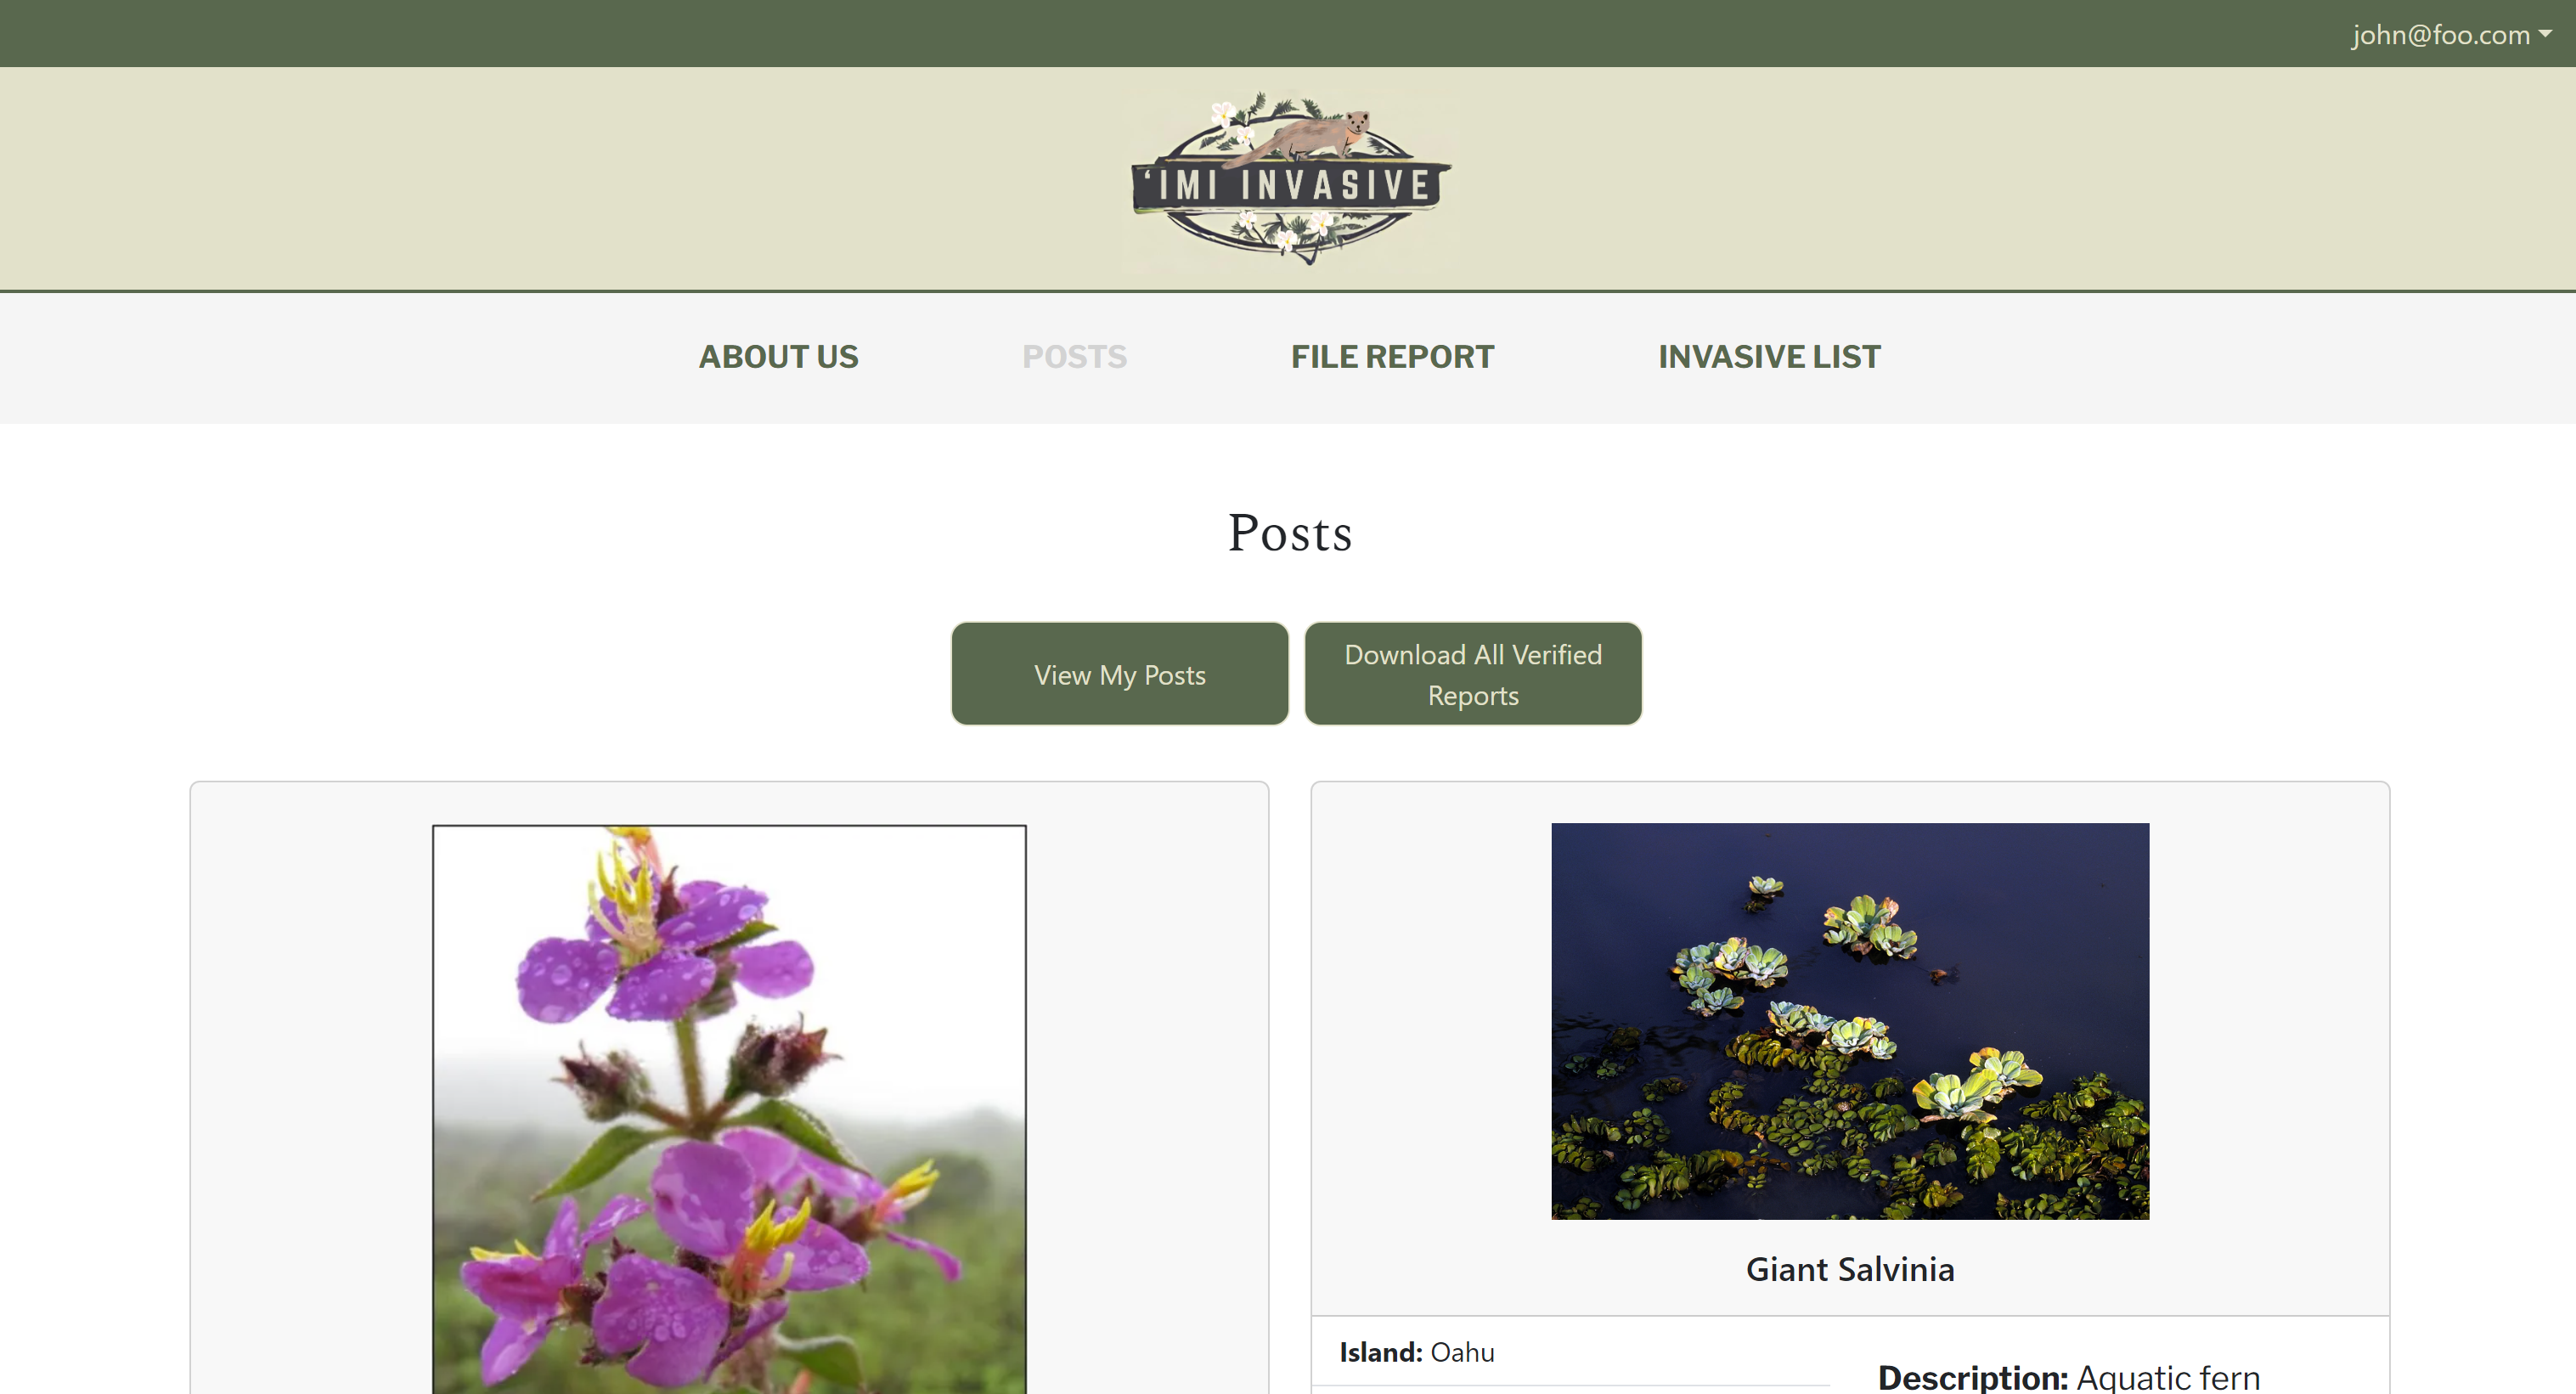 john@foo.com
ʻIMI INVASIVE
ABOUT US
POSTS
FILE REPORT
INVASIVE LIST
Posts
View My Posts
Download All Verified
Reports
Giant Salvinia
Island: Oahu
Description: Aquatic fern